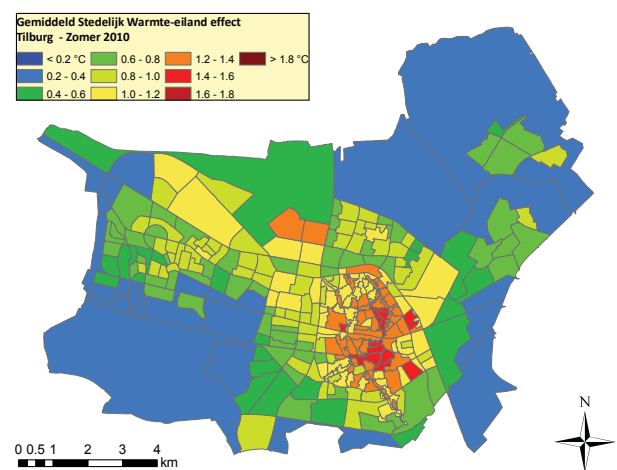 Gemiddeld Stedelijk Warmte-eiland effect
Tilburg - Zomer 2010
< 0.2 °C 0.6 - 0.8 1.2 - 1.4 > 1.8 °C
0.2 - 0.4 0.8 - 1.0 1.4 - 1.6
0.4 - 0.6 1.0 - 1.2 1.6 - 1.8
N
0 0.5 1 2 3 4
km